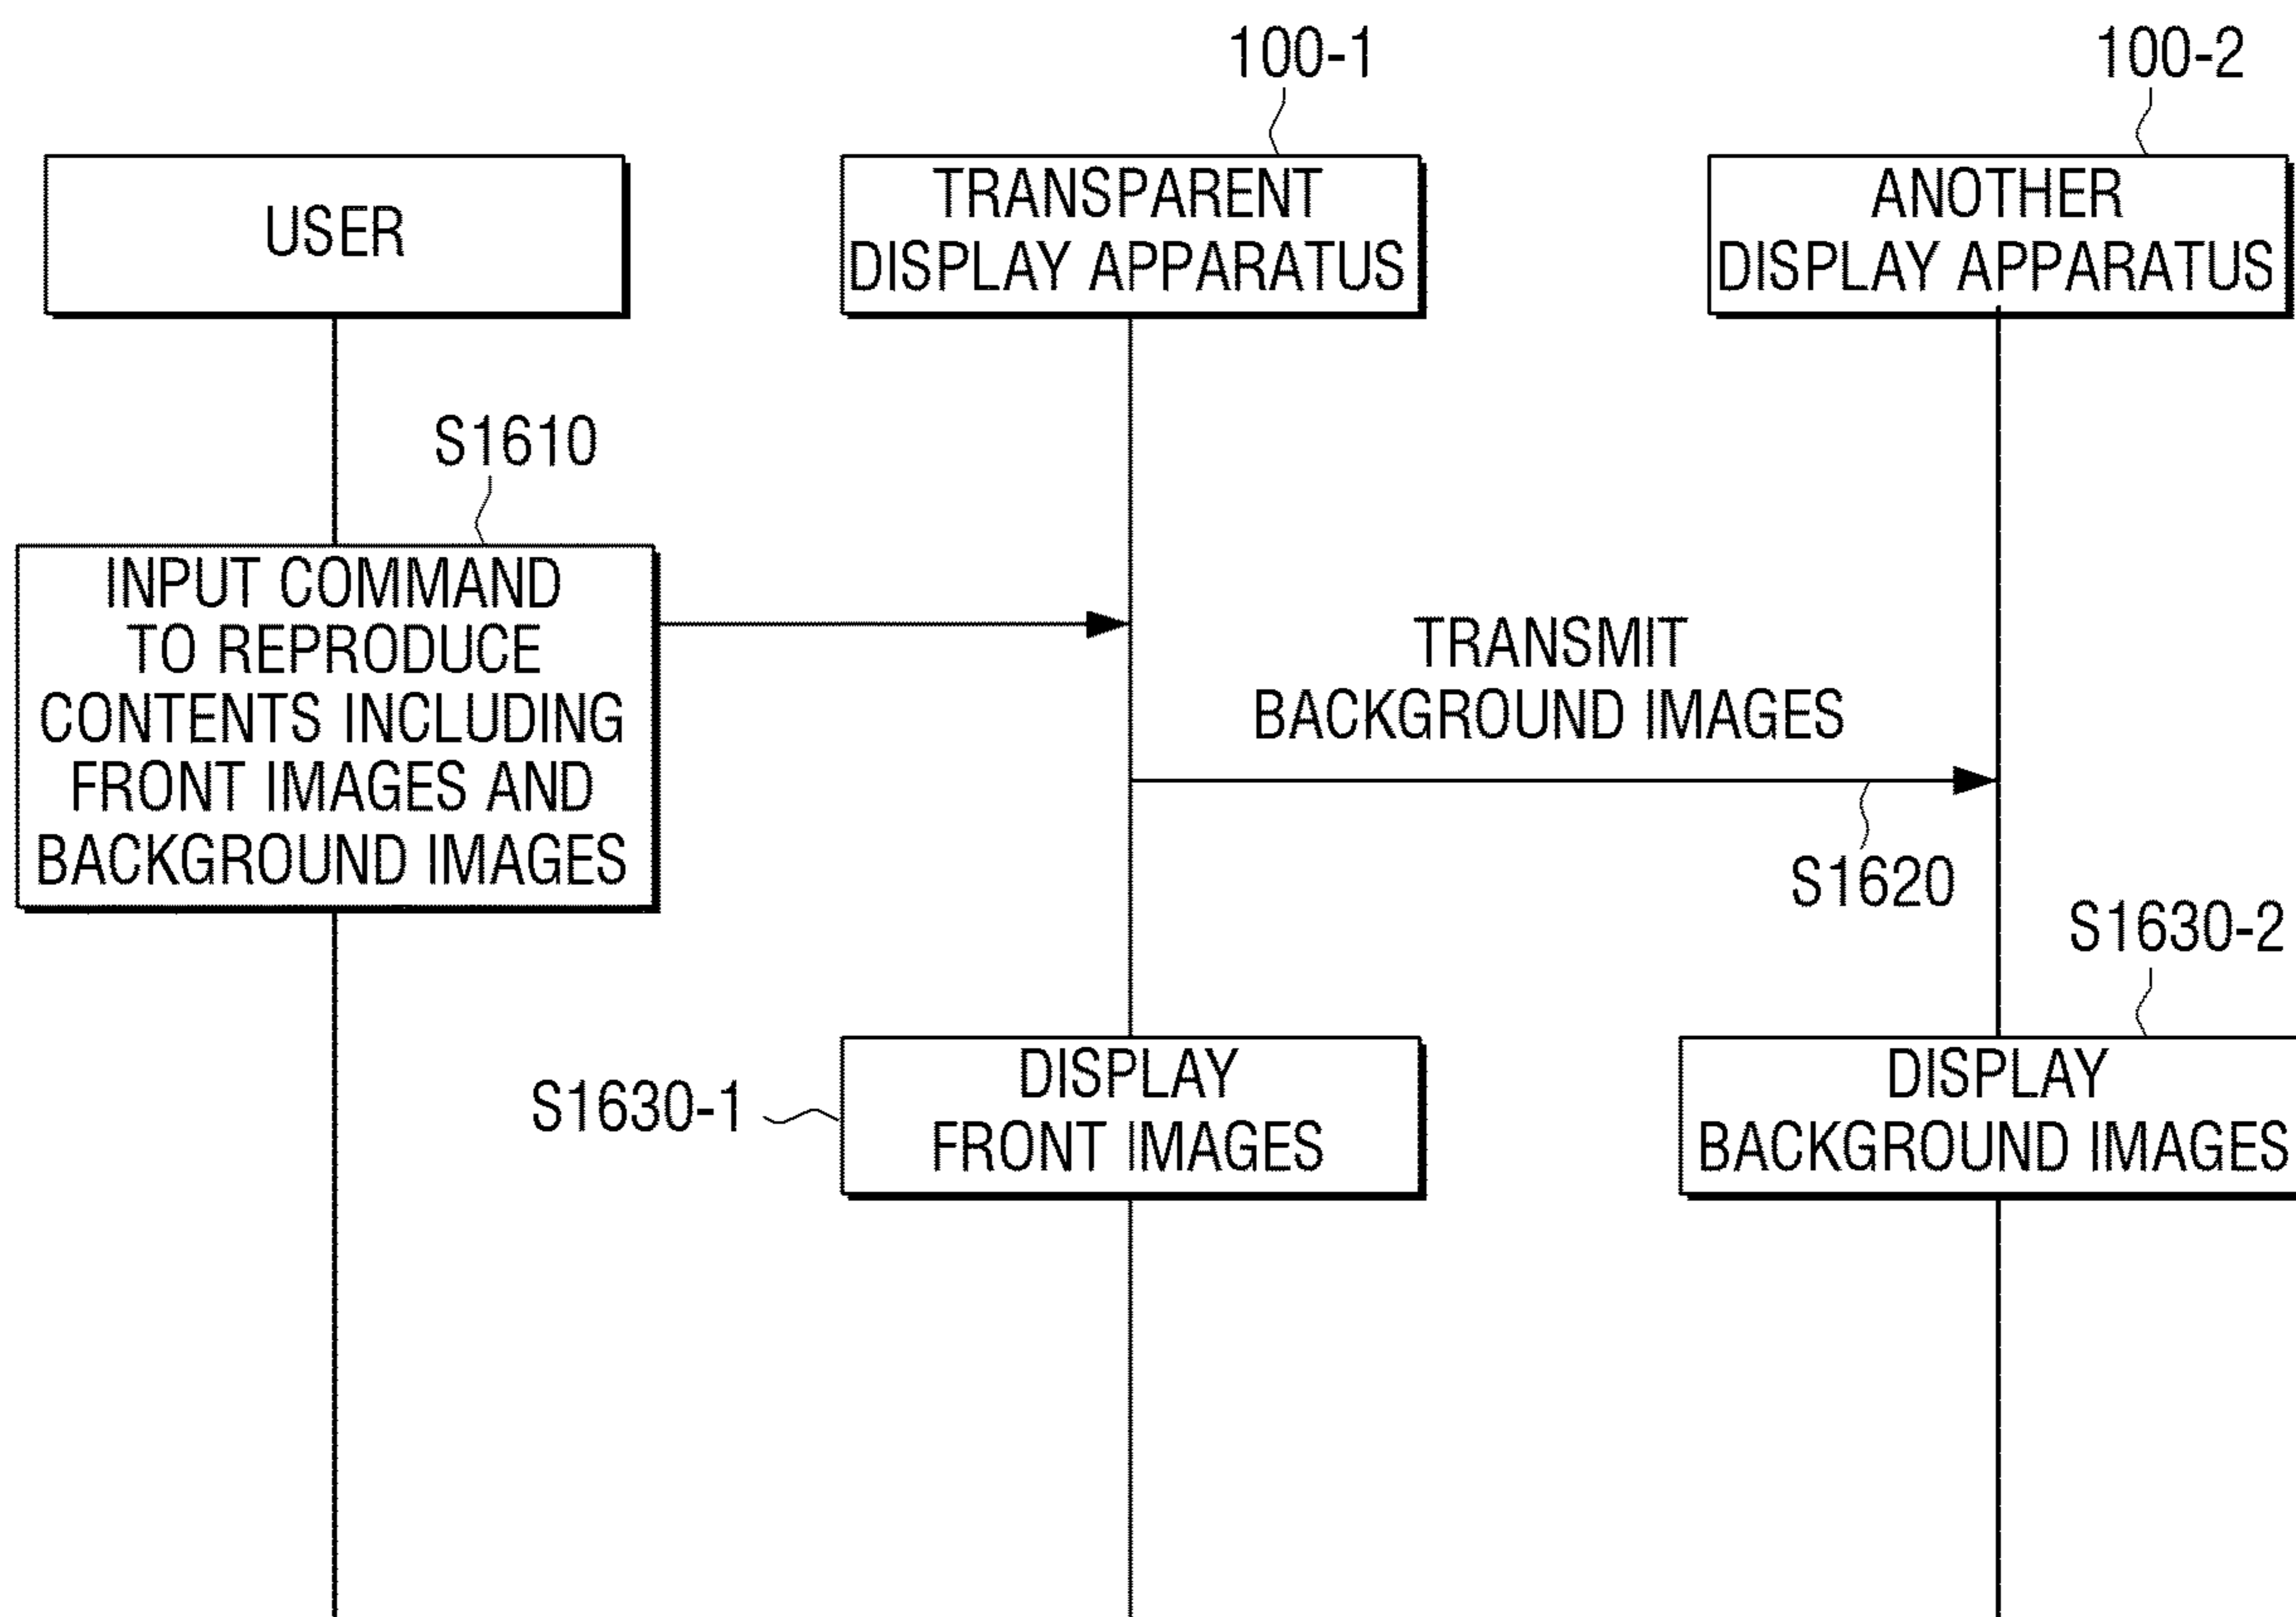 100-1
100-2
USER
TRANSPARENT
DISPLAY APPARATUS
ANOTHER
DISPLAY APPARATUS
S1610
INPUT COMMAND
TO REPRODUCE
CONTENTS INCLUDING
FRONT IMAGES AND
BACKGROUND IMAGES
TRANSMIT
BACKGROUND IMAGES
S1620
S1630-2
S1630-1
DISPLAY
FRONT IMAGES
DISPLAY
BACKGROUND IMAGES